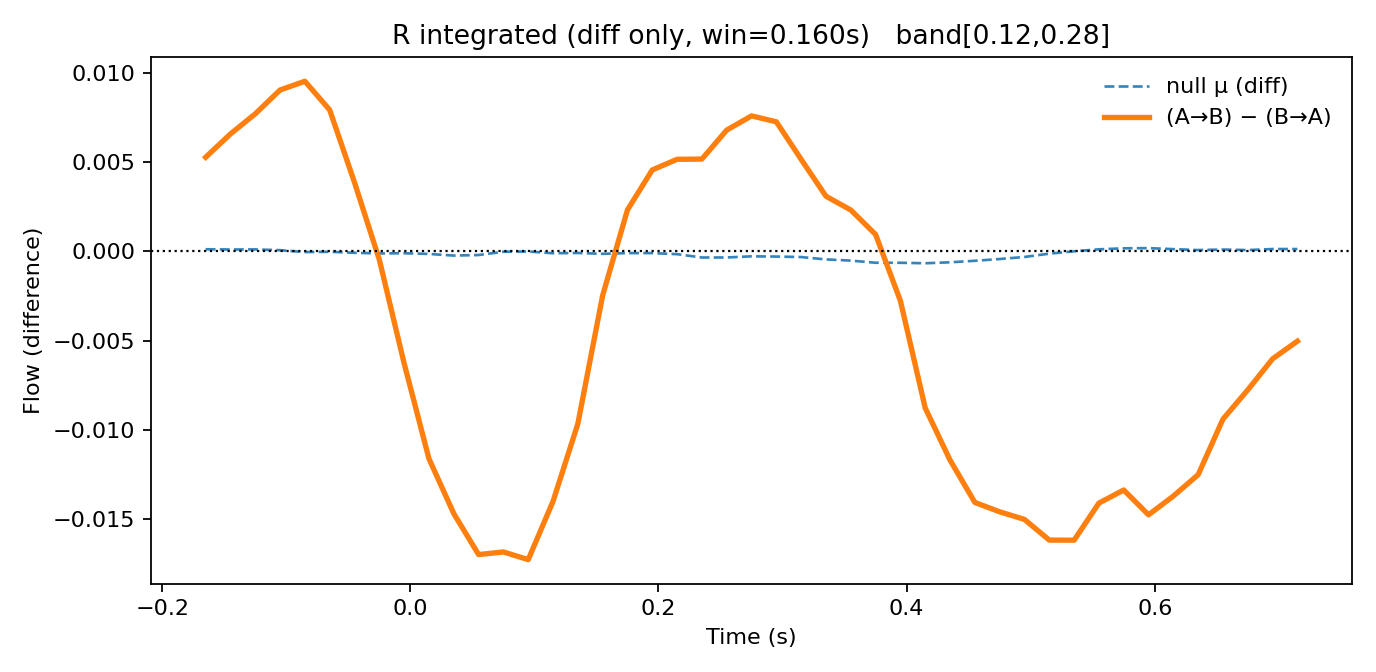 R integrated (diff only, win=0.160s)   band[0.12,0.28]
null μ (diff)
(A→B) − (B→A)
Flow (difference)
0.010
0.005
0.000
−0.005
−0.010
−0.015
−0.2
0.0
0.2
0.4
0.6
Time (s)